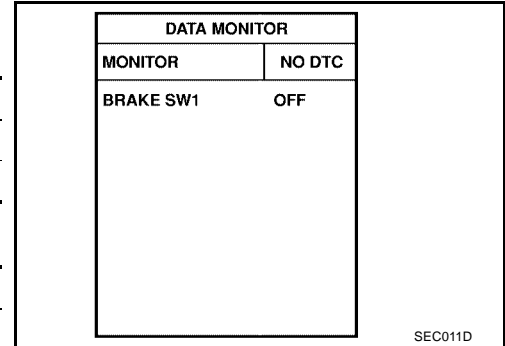 DATA MONITOR
MONITOR NO DTC
BRAKE SW1 OFF
SEC011D